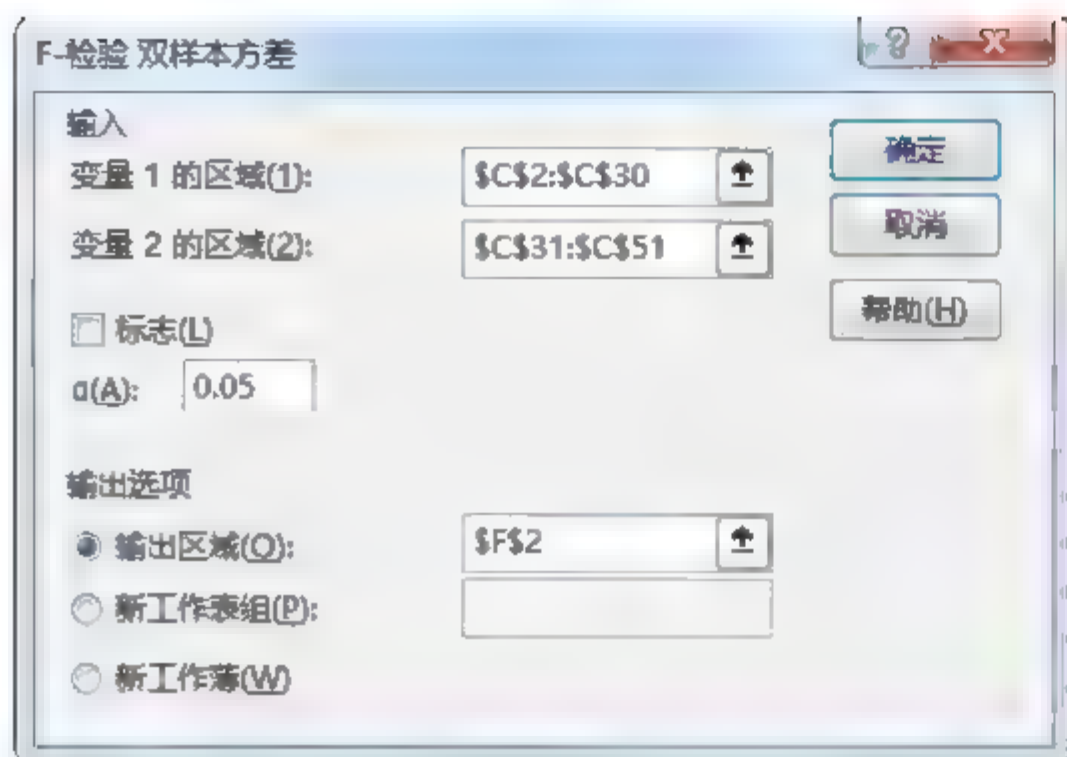 F-检验 双样本方差
输入
变量 1 的区域(1):
$C$2:$C$30
确定
变量 2 的区域(2):
$C$31:$C$51
取消
标志(L)
帮助(H)
α(A):
0.05
输出选项
输出区域(O):
$F$2
新工作表组(P):
新工作薄(W)